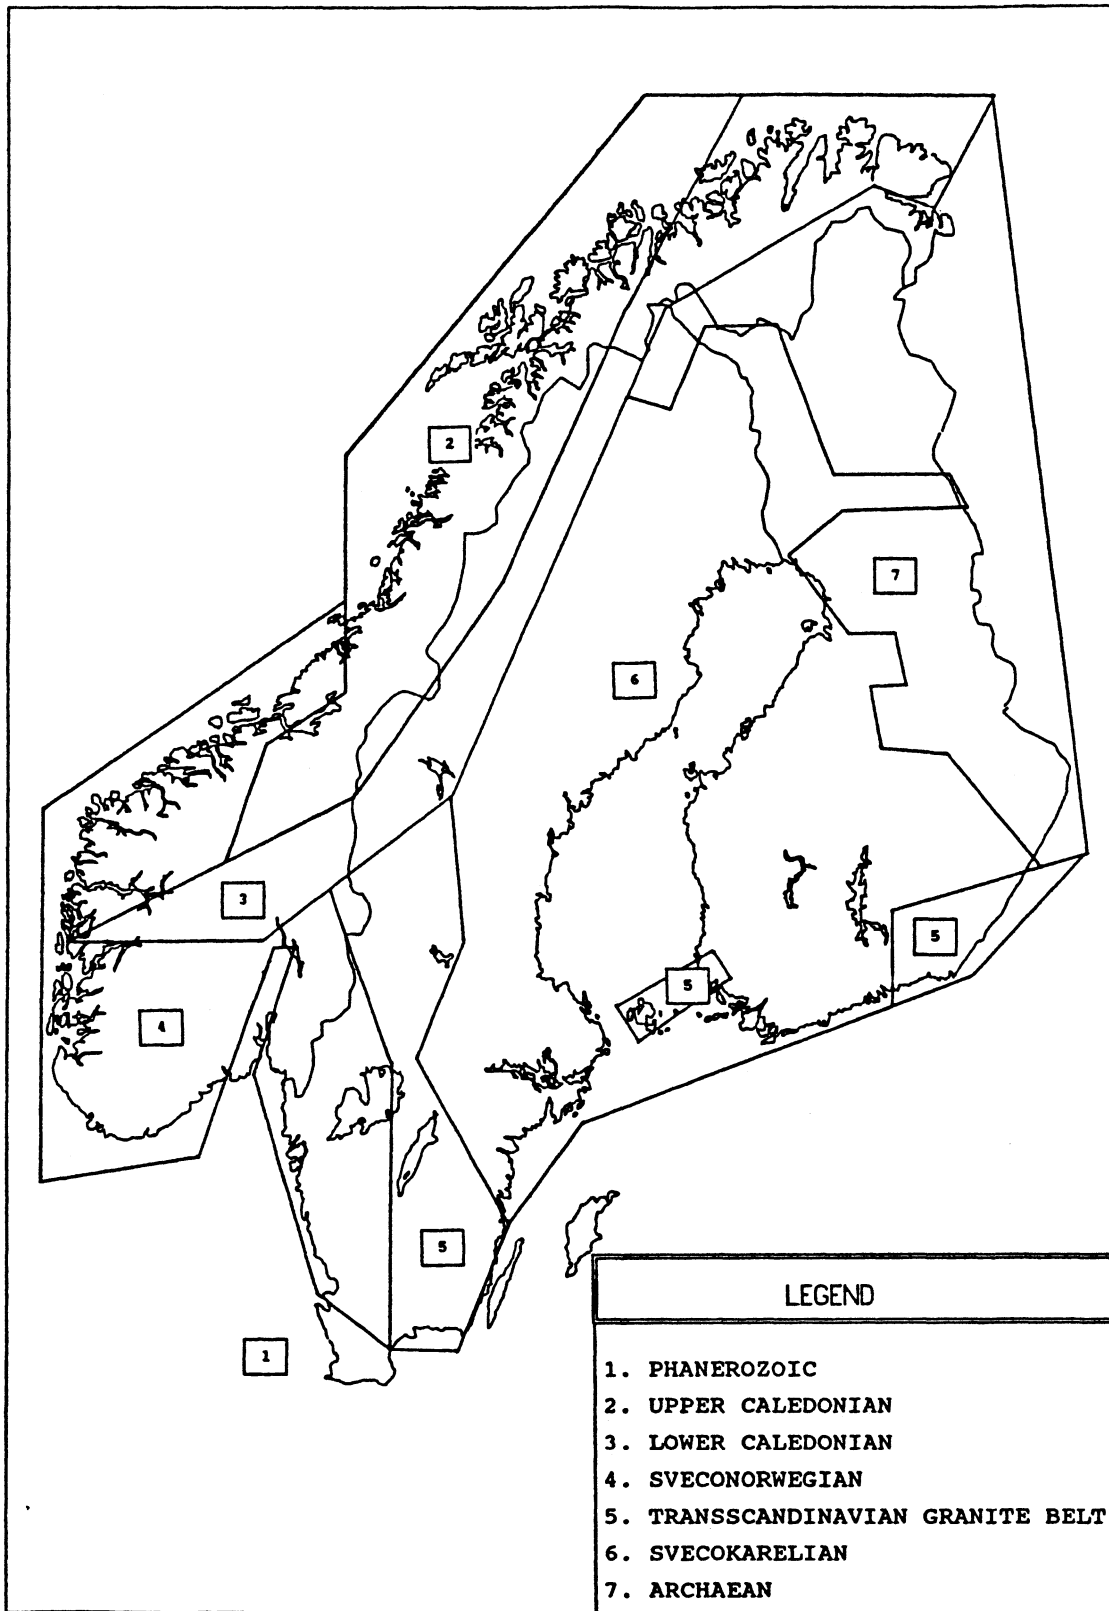 2
7
6
3
5
5
4
5
1
LEGEND
1. PHANEROZOIC
2. UPPER CALEDONIAN
3. LOWER CALEDONIAN
4. SVECONORWEGIAN
5. TRANSSCANDINAVIAN GRANITE BELT
6. SVECOKARELIAN
7. ARCHAEAN